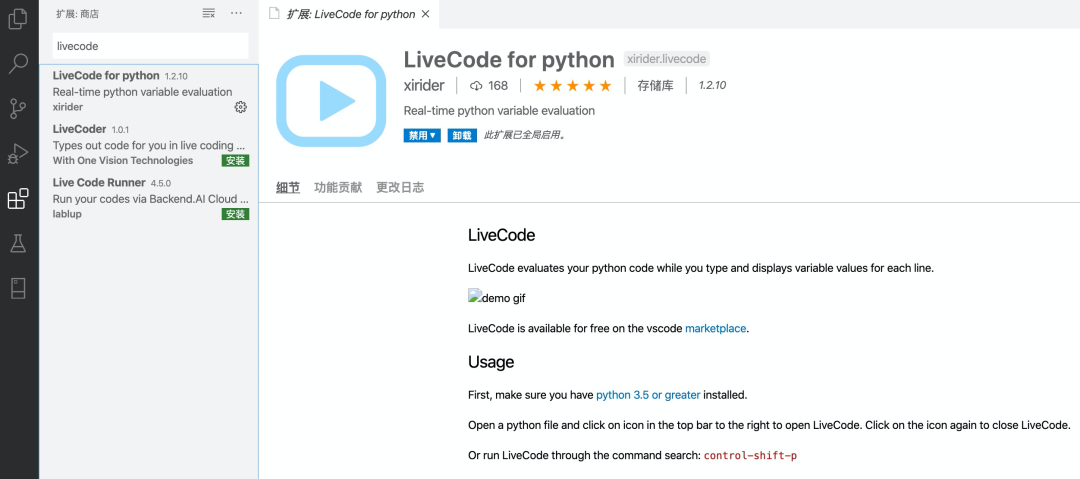 扩展: 商店
livecode
LiveCode for python 1.2.10
Real-time python variable evaluation
xirider
LiveCoder 1.0.1
Types out code for you in live coding ...
With One Vision Technologies 安装
Live Code Runner 4.5.0
Run your codes via Backend.AI Cloud ...
lablup 安装
扩展: LiveCode for python
LiveCode for python xirider.livecode
xirider 168 存储库 1.2.10
Real-time python variable evaluation
禁用 卸载 此扩展已全局启用。
细节 功能贡献 更改日志
LiveCode
LiveCode evaluates your python code while you type and displays variable values for each line.
demo gif
LiveCode is available for free on the vscode marketplace.
Usage
First, make sure you have python 3.5 or greater installed.
Open a python file and click on icon in the top bar to the right to open LiveCode. Click on the icon again to close LiveCode.
Or run LiveCode through the command search: control-shift-p